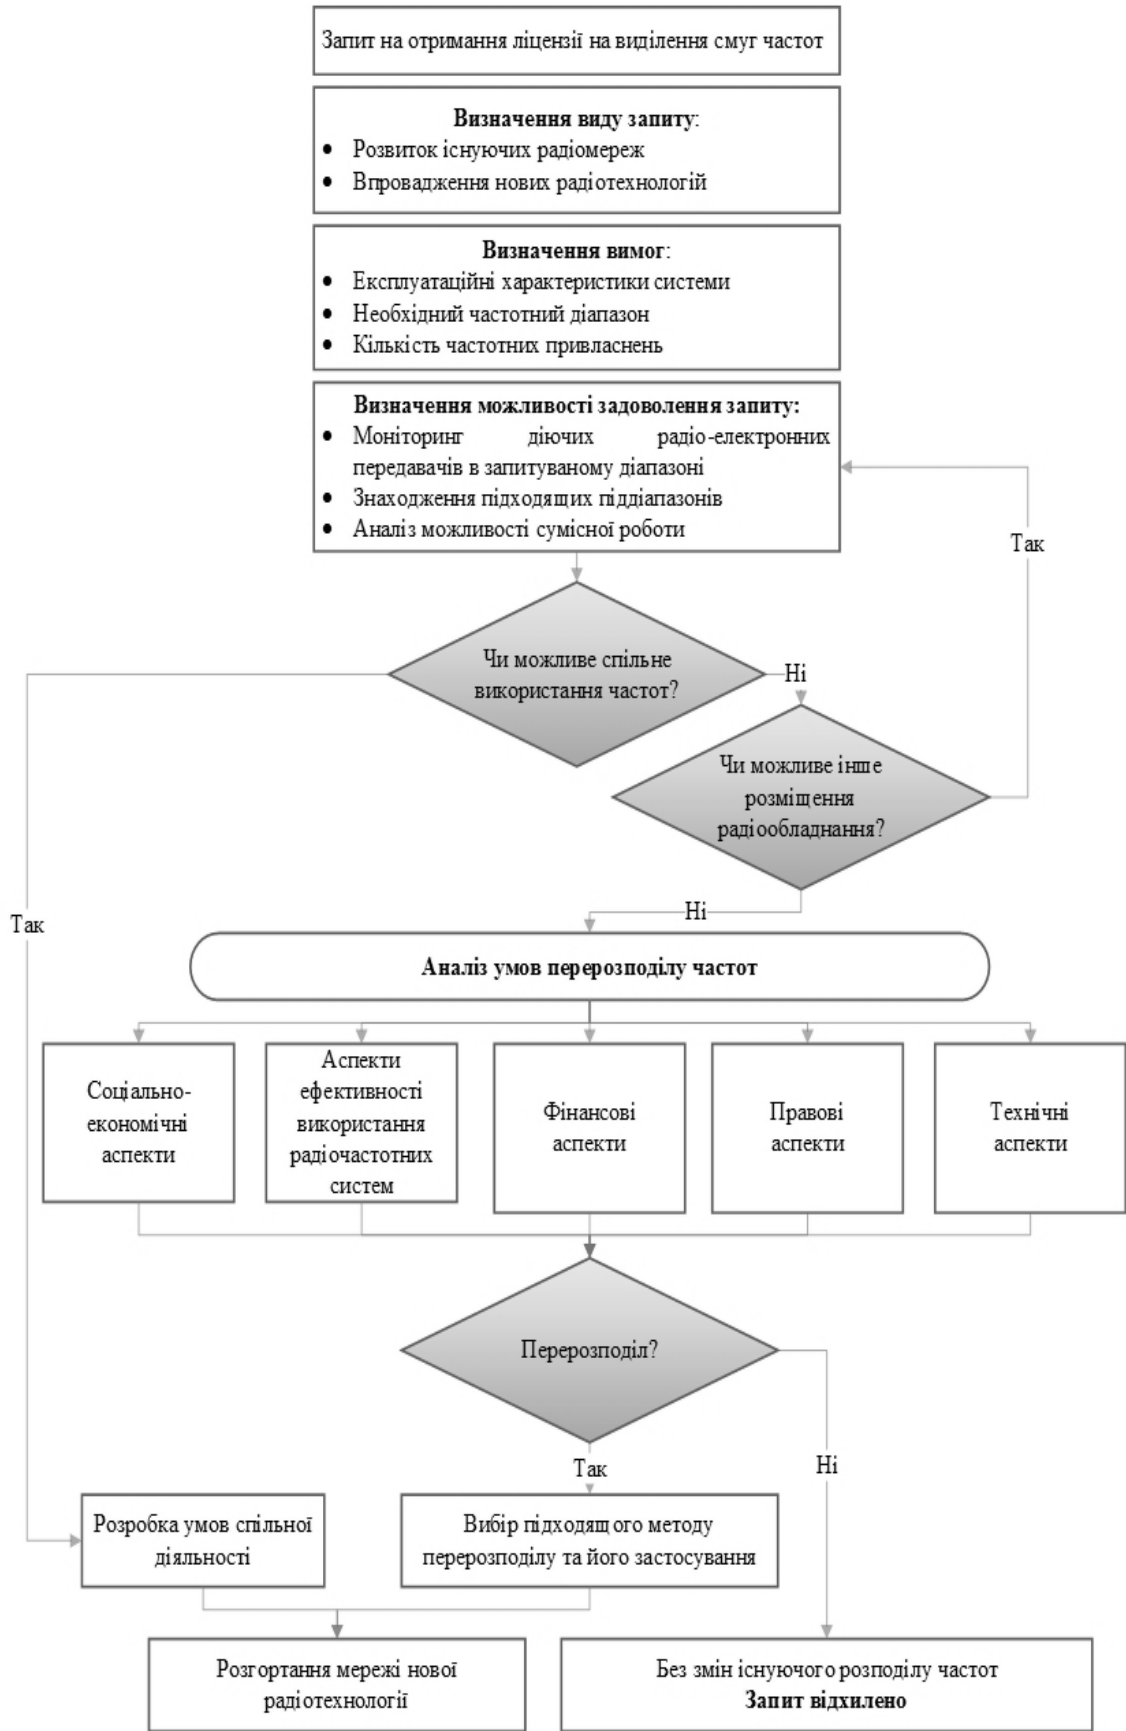 Запит на отримання ліцензії на виділення смуг частот
Визначення виду запиту:
• Розвиток існуючих радіомереж
• Впровадження нових радіотехнологій
Визначення вимог:
• Експлуатаційні характеристики системи
• Необхідний частотний діапазон
• Кількість частотних привласнень
Визначення можливості задоволення запиту:
• Моніторинг діючих радіо-електронних
передавачів в запитуваному діапазоні
• Знаходження підходящих піддіапазонів
• Аналіз можливості сумісної роботи
Так
Чи можливе спільне
використання частот?
Ні
Чи можливе інше
розміщення
радіообладнання?
Ні
Так
Аналіз умов перерозподілу частот
Соціально-
економічні
аспекти
Аспекти
ефективності
використання
радіочастотних
систем
Фінансові
аспекти
Правові
аспекти
Технічні
аспекти
Перерозподіл?
Так
Ні
Розробка умов спільної
діяльності
Вибір підходящого методу
перерозподілу та його застосування
Розгортання мережі нової
радіотехнології
Без змін існуючого розподілу частот
Запит відхилено